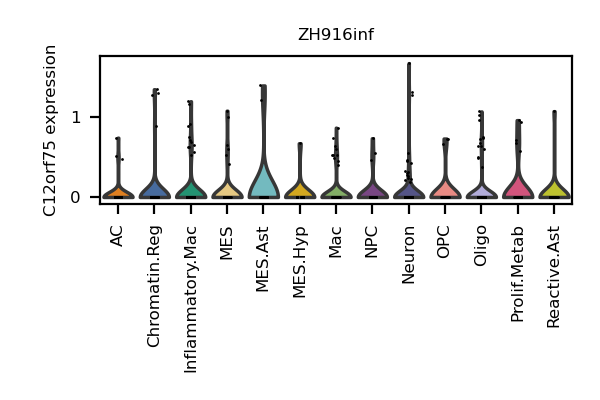 ZH916inf
C12orf75 expression
1
0
AC
Chromatin.Reg
Inflammatory.Mac
MES
MES.Ast
MES.Hyp
Mac
NPC
Neuron
OPC
Oligo
Prolif.Metab
Reactive.Ast